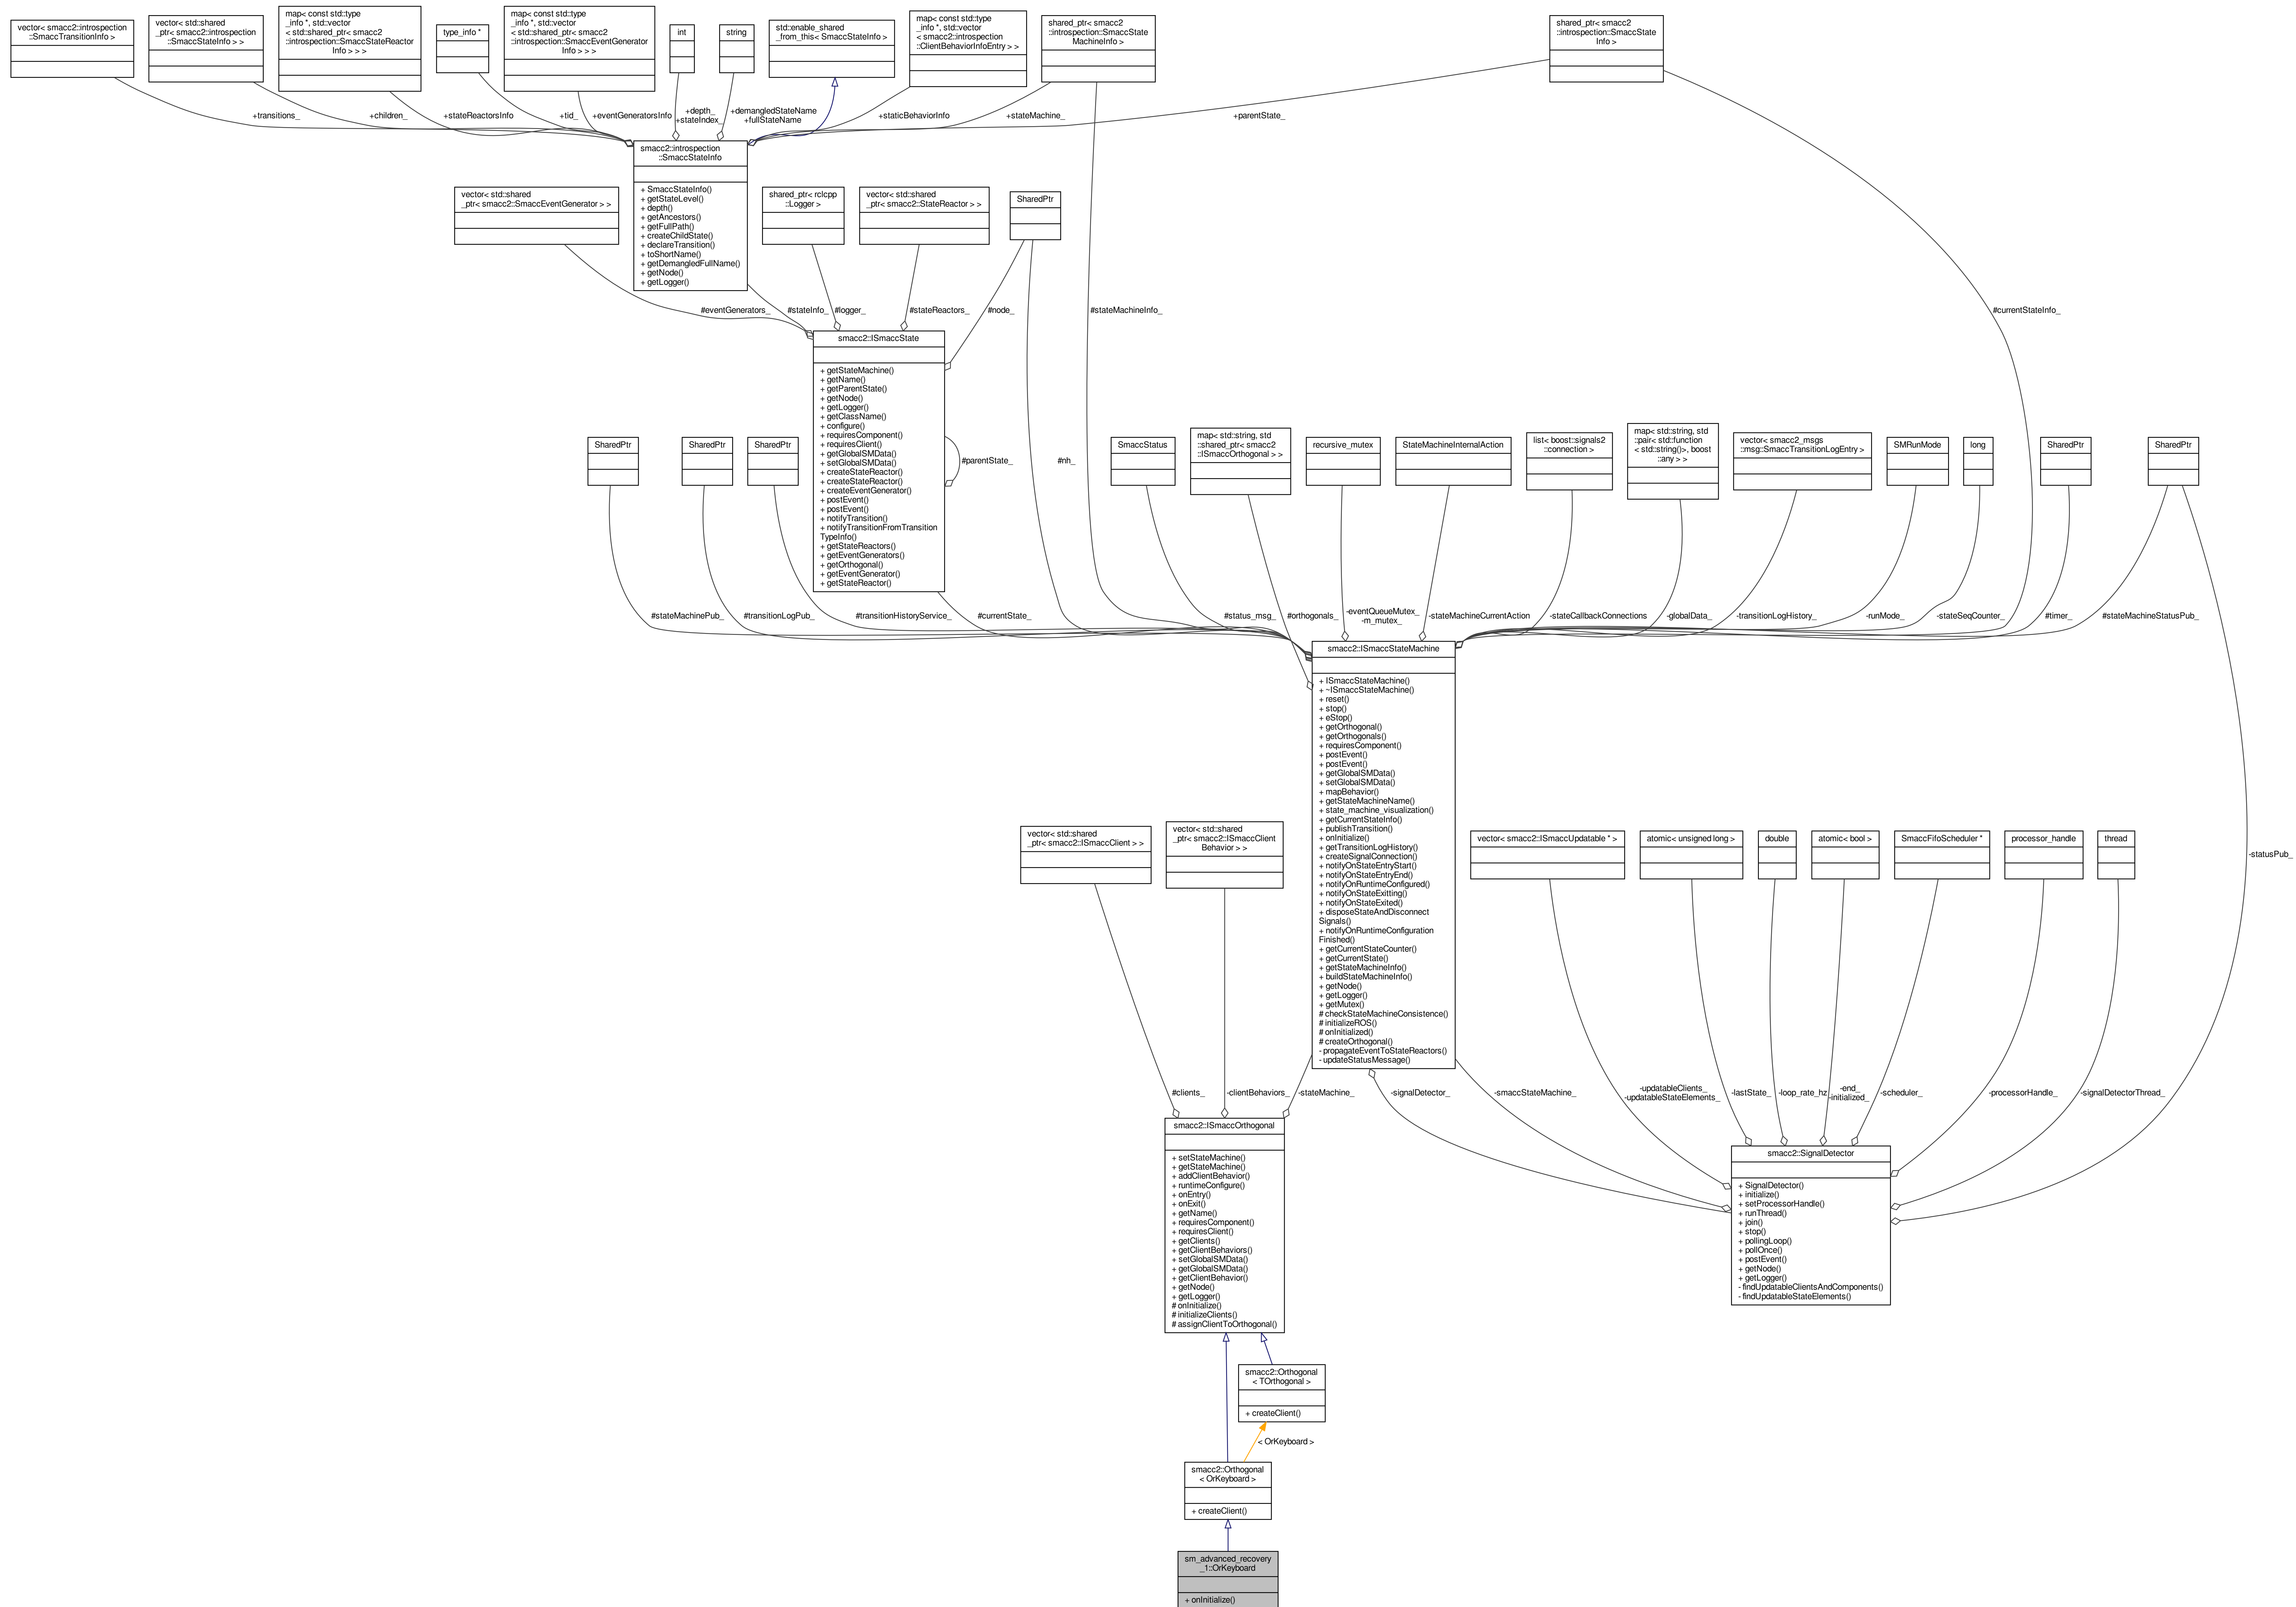 vector< smacc2::introspection
::SmaccTransitionInfo >
vector< std::shared
_ptr< smacc2::introspection
::SmaccStateInfo > >
map< const std::type
_info *, std::vector
< std::shared_ptr< smacc2
::introspection::SmaccStateReactor
Info > > >
type_info *
map< const std::type
_info *, std::vector
< std::shared_ptr< smacc2
::introspection::SmaccEventGenerator
Info > > >
int
string
std::enable_shared
_from_this< SmaccStateInfo >
map< const std::type
_info *, std::vector
< smacc2::introspection
::ClientBehaviorInfoEntry > >
shared_ptr< smacc2
::introspection::SmaccState
MachineInfo >
shared_ptr< smacc2
::introspection::SmaccState
Info >
+transitions_
+children_
+stateReactorsInfo
+tid_
+eventGeneratorsInfo
+depth_
+stateIndex_
+demangledStateName
+fullStateName
+staticBehaviorInfo
+stateMachine_
+parentState_
smacc2::introspection
::SmaccStateInfo
+ SmaccStateInfo()
+ getStateLevel()
+ depth()
+ getAncestors()
+ getFullPath()
+ createChildState()
+ declareTransition()
+ toShortName()
+ getDemangledFullName()
+ getNode()
+ getLogger()
vector< std::shared
_ptr< smacc2::SmaccEventGenerator > >
shared_ptr< rclcpp
::Logger >
vector< std::shared
_ptr< smacc2::StateReactor > >
SharedPtr
#eventGenerators_
#stateInfo_
#logger_
#stateReactors_
#node_
#stateMachineInfo_
#currentStateInfo_
smacc2::ISmaccState
+ getStateMachine()
+ getName()
+ getParentState()
+ getNode()
+ getLogger()
+ getClassName()
+ configure()
+ requiresComponent()
+ requiresClient()
+ getGlobalSMData()
+ setGlobalSMData()
+ createStateReactor()
+ createStateReactor()
+ createEventGenerator()
+ postEvent()
+ postEvent()
+ notifyTransition()
+ notifyTransitionFromTransition
TypeInfo()
+ getStateReactors()
+ getEventGenerators()
+ getOrthogonal()
+ getEventGenerator()
+ getStateReactor()
#parentState_
#nh_
SharedPtr
SharedPtr
SharedPtr
SmaccStatus
map< std::string, std
::shared_ptr< smacc2
::ISmaccOrthogonal > >
recursive_mutex
StateMachineInternalAction
list< boost::signals2
::connection >
map< std::string, std
::pair< std::function
< std::string()>, boost
::any > >
vector< smacc2_msgs
::msg::SmaccTransitionLogEntry >
SMRunMode
long
SharedPtr
SharedPtr
#stateMachinePub_
#transitionLogPub_
#transitionHistoryService_
#currentState_
#status_msg_
#orthogonals_
-eventQueueMutex_
-m_mutex_
-stateMachineCurrentAction
-stateCallbackConnections
-globalData_
-transitionLogHistory_
-runMode_
-stateSeqCounter_
#timer_
#stateMachineStatusPub_
smacc2::ISmaccStateMachine
+ ISmaccStateMachine()
+ ~ISmaccStateMachine()
+ reset()
+ stop()
+ eStop()
+ getOrthogonal()
+ getOrthogonals()
+ requiresComponent()
+ postEvent()
+ postEvent()
+ getGlobalSMData()
+ setGlobalSMData()
+ mapBehavior()
+ getStateMachineName()
+ state_machine_visualization()
+ getCurrentStateInfo()
+ publishTransition()
+ onInitialize()
+ getTransitionLogHistory()
+ createSignalConnection()
+ notifyOnStateEntryStart()
+ notifyOnStateEntryEnd()
+ notifyOnRuntimeConfigured()
+ notifyOnStateExitting()
+ notifyOnStateExited()
+ disposeStateAndDisconnect
Signals()
+ notifyOnRuntimeConfiguration
Finished()
+ getCurrentStateCounter()
+ getCurrentState()
+ getStateMachineInfo()
+ buildStateMachineInfo()
+ getNode()
+ getLogger()
+ getMutex()
# checkStateMachineConsistence()
# initializeROS()
# onInitialized()
# createOrthogonal()
- propagateEventToStateReactors()
- updateStatusMessage()
vector< std::shared
_ptr< smacc2::ISmaccClient > >
vector< std::shared
_ptr< smacc2::ISmaccClient
Behavior > >
vector< smacc2::ISmaccUpdatable * >
atomic< unsigned long >
double
atomic< bool >
SmaccFifoScheduler *
processor_handle
thread
-statusPub_
#clients_
-clientBehaviors_
-stateMachine_
-signalDetector_
-smaccStateMachine_
-updatableClients_
-updatableStateElements_
-lastState_
-loop_rate_hz
-end_
-initialized_
-scheduler_
-processorHandle_
-signalDetectorThread_
smacc2::ISmaccOrthogonal
+ setStateMachine()
+ getStateMachine()
+ addClientBehavior()
+ runtimeConfigure()
+ onEntry()
+ onExit()
+ getName()
+ requiresComponent()
+ requiresClient()
+ getClients()
+ getClientBehaviors()
+ setGlobalSMData()
+ getGlobalSMData()
+ getClientBehavior()
+ getNode()
+ getLogger()
# onInitialize()
# initializeClients()
# assignClientToOrthogonal()
smacc2::SignalDetector
+ SignalDetector()
+ initialize()
+ setProcessorHandle()
+ runThread()
+ join()
+ stop()
+ pollingLoop()
+ pollOnce()
+ postEvent()
+ getNode()
+ getLogger()
- findUpdatableClientsAndComponents()
- findUpdatableStateElements()
smacc2::Orthogonal
< TOrthogonal >
+ createClient()
< OrKeyboard >
smacc2::Orthogonal
< OrKeyboard >
+ createClient()
sm_advanced_recovery
_1::OrKeyboard
+ onInitialize()